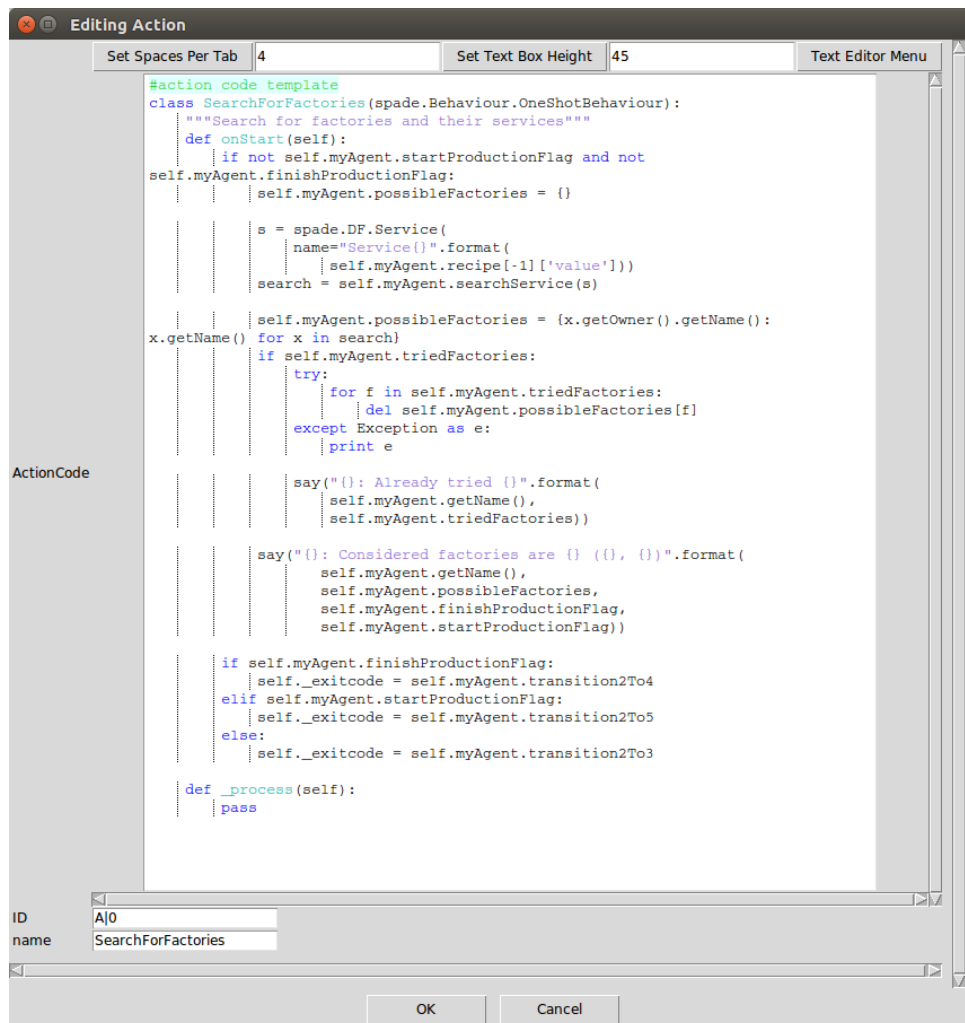 Editing Action
Set Spaces Per Tab 4 Set Text Box Height 45 Text Editor Menu
#action code template
class SearchForFactories(spade.Behaviour.OneShotBehaviour):
    """Search for factories and their services"""
    def onStart(self):
        if not self.myAgent.startProductionFlag and not
self.myAgent.finishProductionFlag:
            self.myAgent.possibleFactories = {}
            s = spade.DF.Service(
                name="Service{}".format(
                    self.myAgent.recipe[-1]['value']))
            search = self.myAgent.searchService(s)
            self.myAgent.possibleFactories = {x.getOwner().getName():
x.getName() for x in search}
            if self.myAgent.triedFactories:
                try:
                    for f in self.myAgent.triedFactories:
                        del self.myAgent.possibleFactories[f]
                except Exception as e:
                    print e
ActionCode
                say("{}: Already tried {}".format(
                    self.myAgent.getName(),
                    self.myAgent.triedFactories))
            say("{}: Considered factories are {} ({}, {})".format(
                   self.myAgent.getName(),
                   self.myAgent.possibleFactories,
                   self.myAgent.finishProductionFlag,
                   self.myAgent.startProductionFlag))
        if self.myAgent.finishProductionFlag:
            self._exitcode = self.myAgent.transition2To4
        elif self.myAgent.startProductionFlag:
            self._exitcode = self.myAgent.transition2To5
        else:
            self._exitcode = self.myAgent.transition2To3
    def _process(self):
        pass
ID A|0
name SearchForFactories
OK Cancel